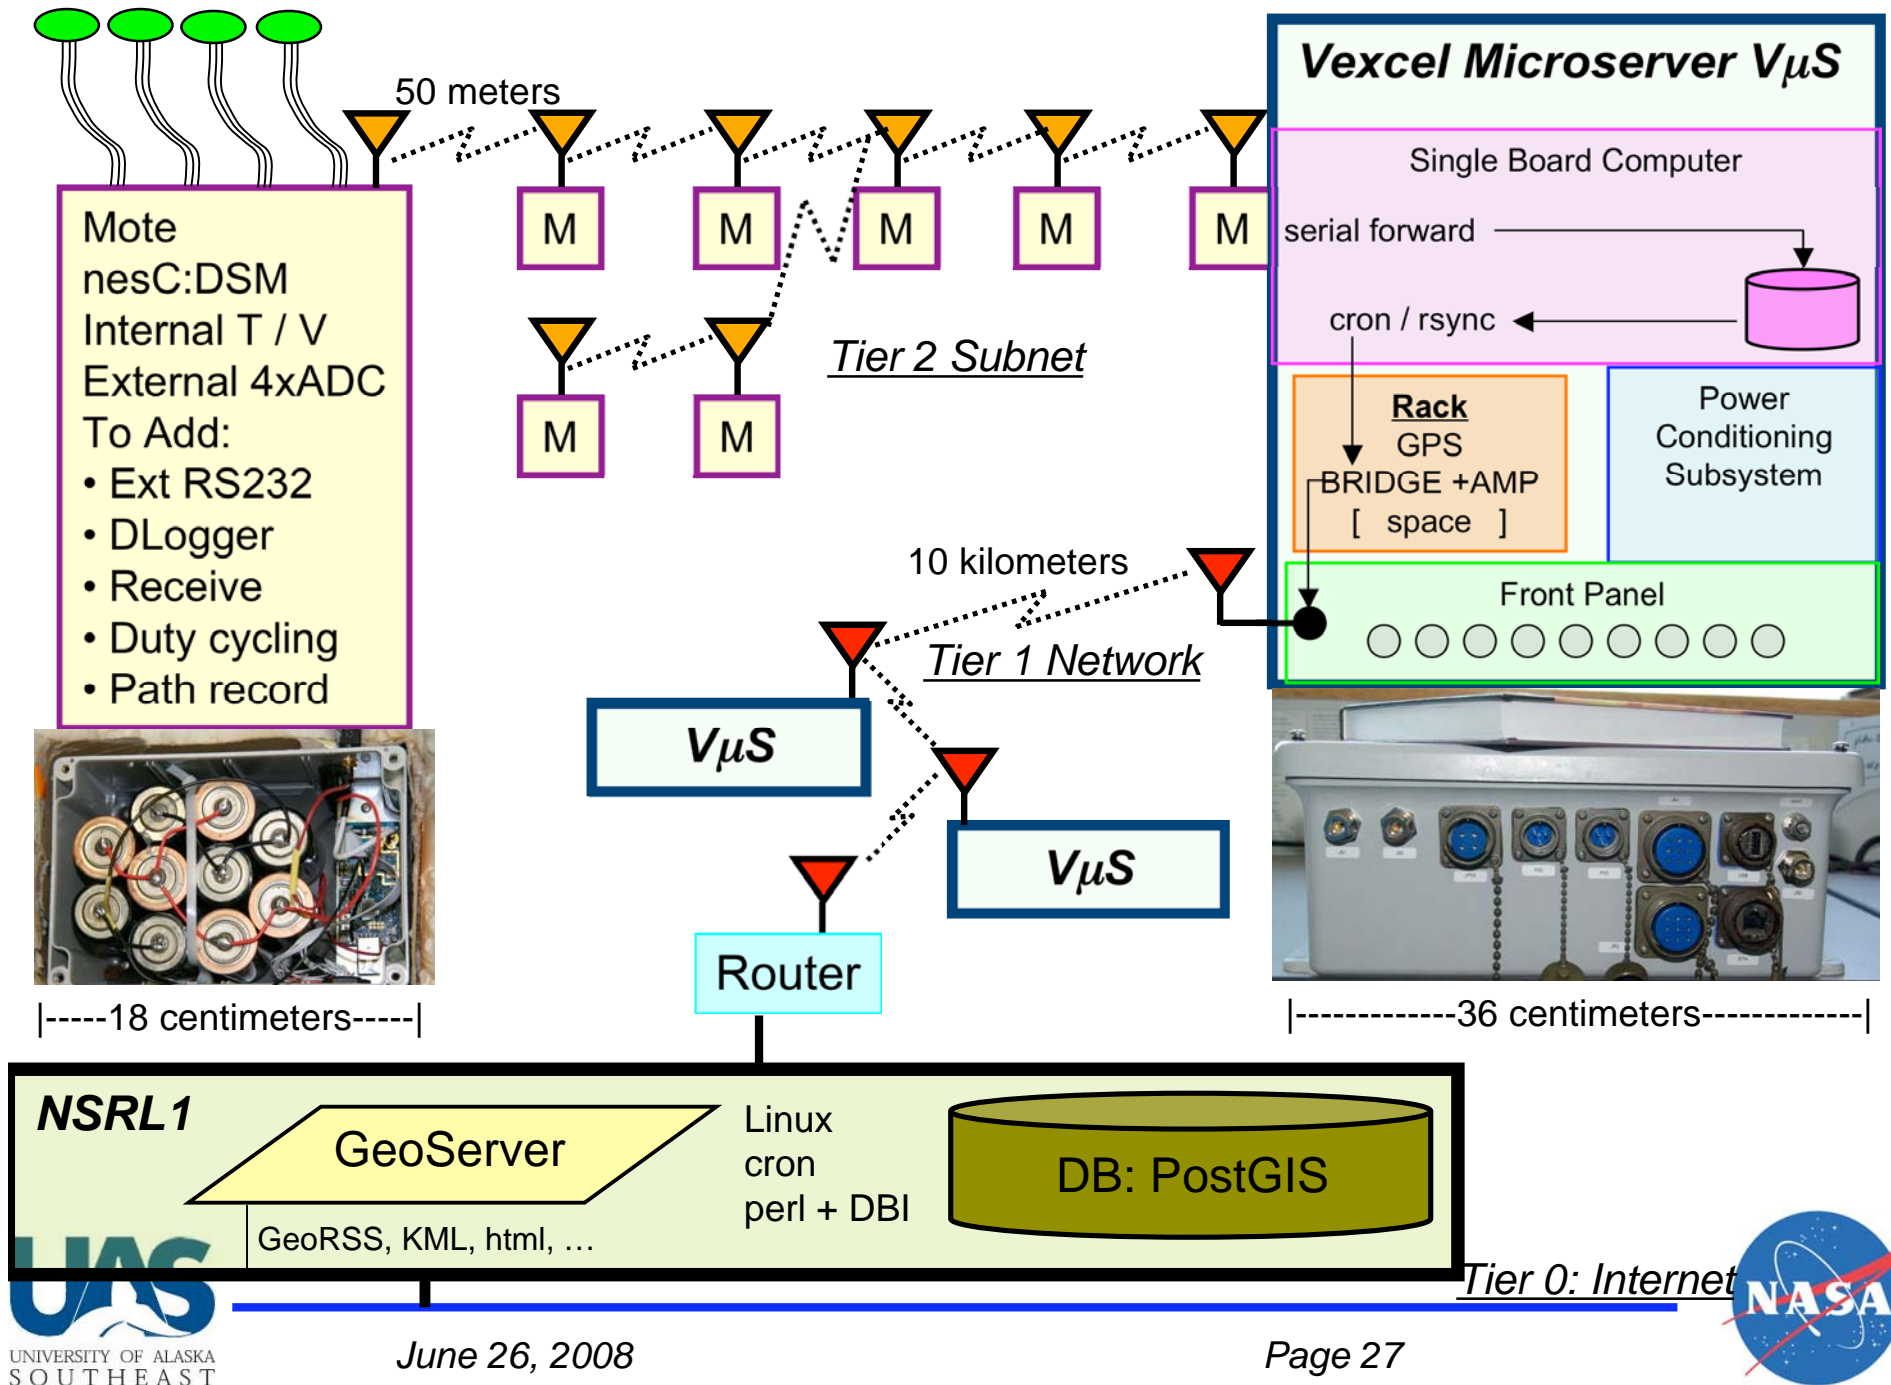 50 meters
Vexcel Microserver VμS
Single Board Computer
serial forward
cron / rsync
Rack
GPS
BRIDGE +AMP
[ space ]
Power
Conditioning
Subsystem
Front Panel
Mote
nesC:DSM
Internal T / V
External 4xADC
To Add:
• Ext RS232
• DLogger
• Receive
• Duty cycling
• Path record
M
M
M
M
M
M
M
Tier 2 Subnet
10 kilometers
Tier 1 Network
VμS
VμS
Router
|-----18 centimeters-----|
|-------------36 centimeters-------------|
NSRL1
GeoServer
GeoRSS, KML, html, …
Linux
cron
perl + DBI
DB: PostGIS
Tier 0: Internet
UAS
UNIVERSITY OF ALASKA
SOUTHEAST
June 26, 2008
Page 27
NASA